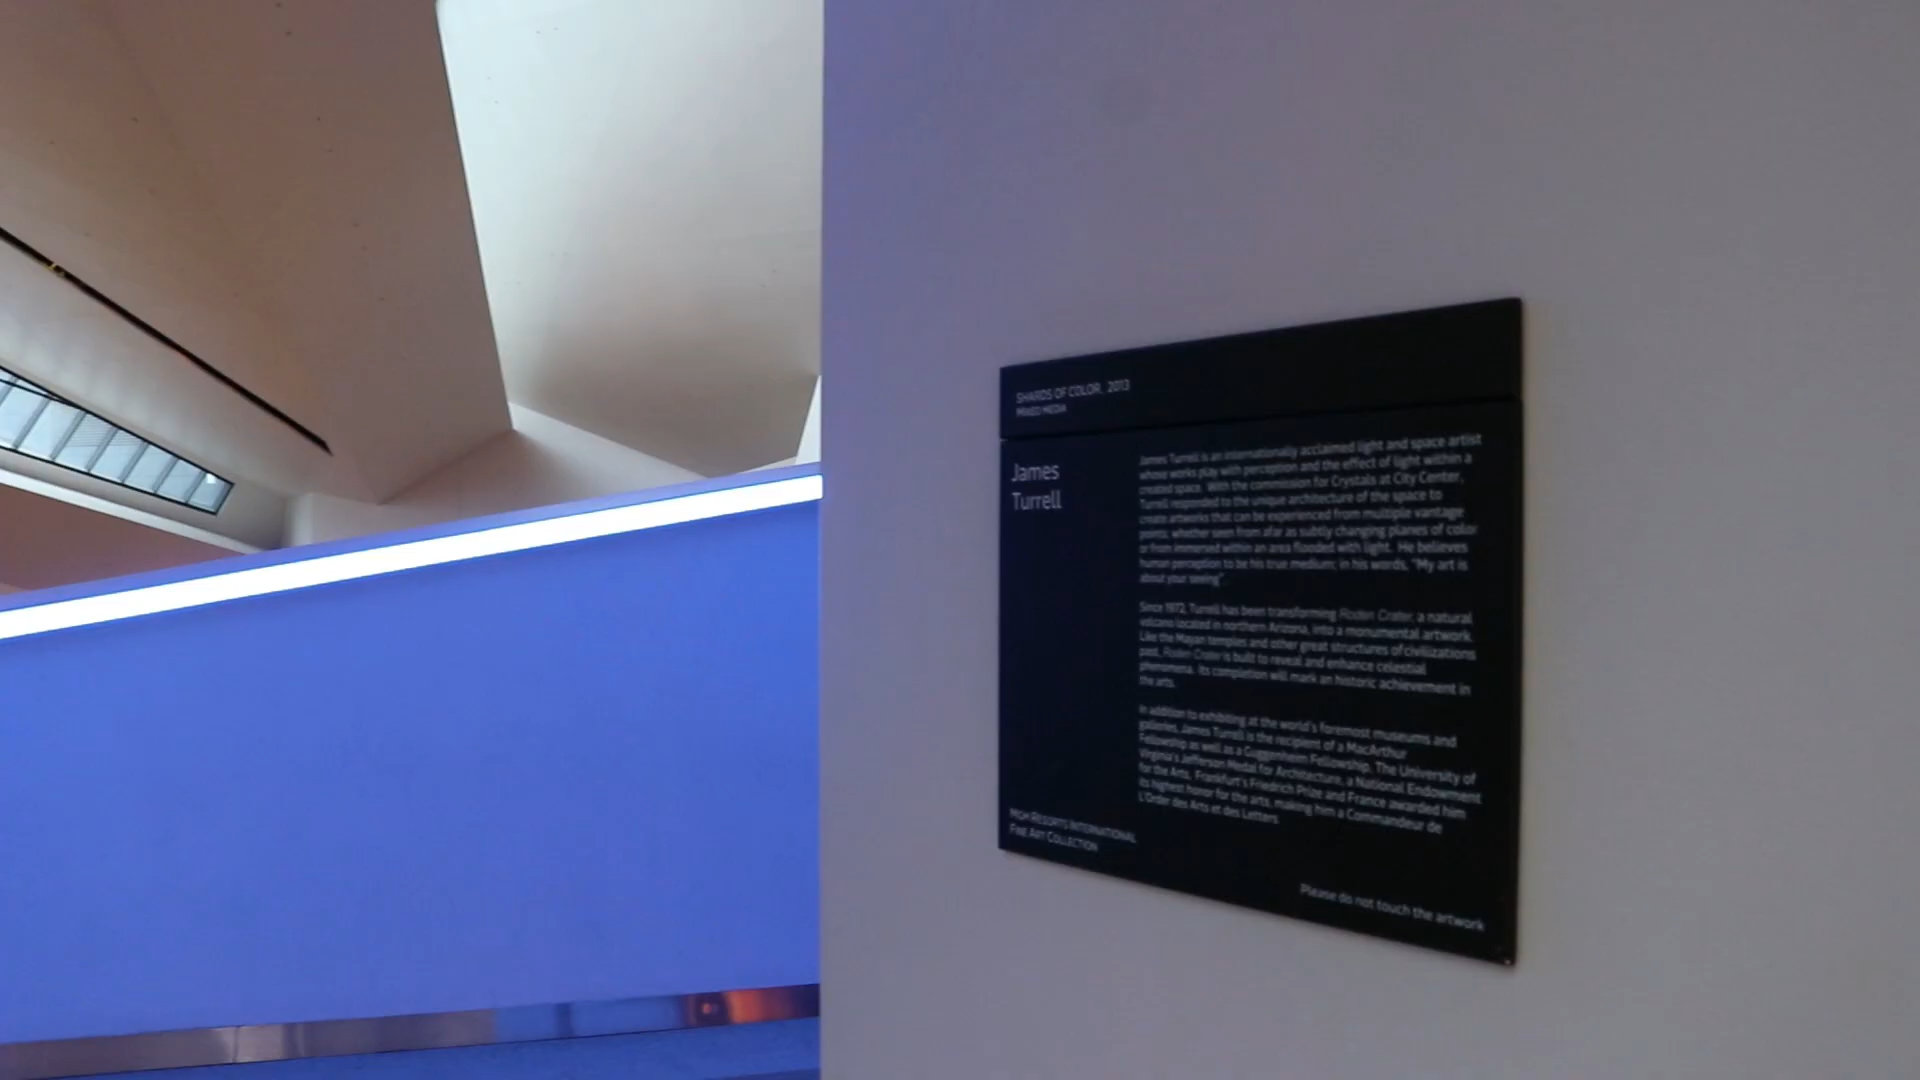 SHARDS OF COLOR, 2013
MIXED MEDIA
James
Turrell
James Turrell is an internationally acclaimed light and space artist
whose works play with perception and the effect of light within a
created space. With the commission for Crystals at City Center,
Turrell responded to the unique architecture of the space to
create artworks that can be experienced from multiple vantage
points, whether seen from afar as subtly changing planes of color
or from immersed within an area flooded with light. He believes
human perception to be his true medium; in his words, "My art is
about your seeing".
Since 1972, Turrell has been transforming Roden Crater, a natural
volcano located in northern Arizona, into a monumental artwork.
Like the Mayan temples and other great structures of civilizations
past, Roden Crater is built to reveal and enhance celestial
phenomena. Its completion will mark an historic achievement in
the arts.
In addition to exhibiting at the world's foremost museums and
galleries, James Turrell is the recipient of a MacArthur
Fellowship as well as a Guggenheim Fellowship, The University of
Virginia's Jefferson Medal for Architecture, a National Endowment
for the Arts, Frankfurt's Friedrich Prize and France awarded him
its highest honor for the arts, making him a Commandeur de
L'Order des Arts et des Letters.
MGM RESORTS INTERNATIONAL
FINE ART COLLECTION
Please do not touch the artwork